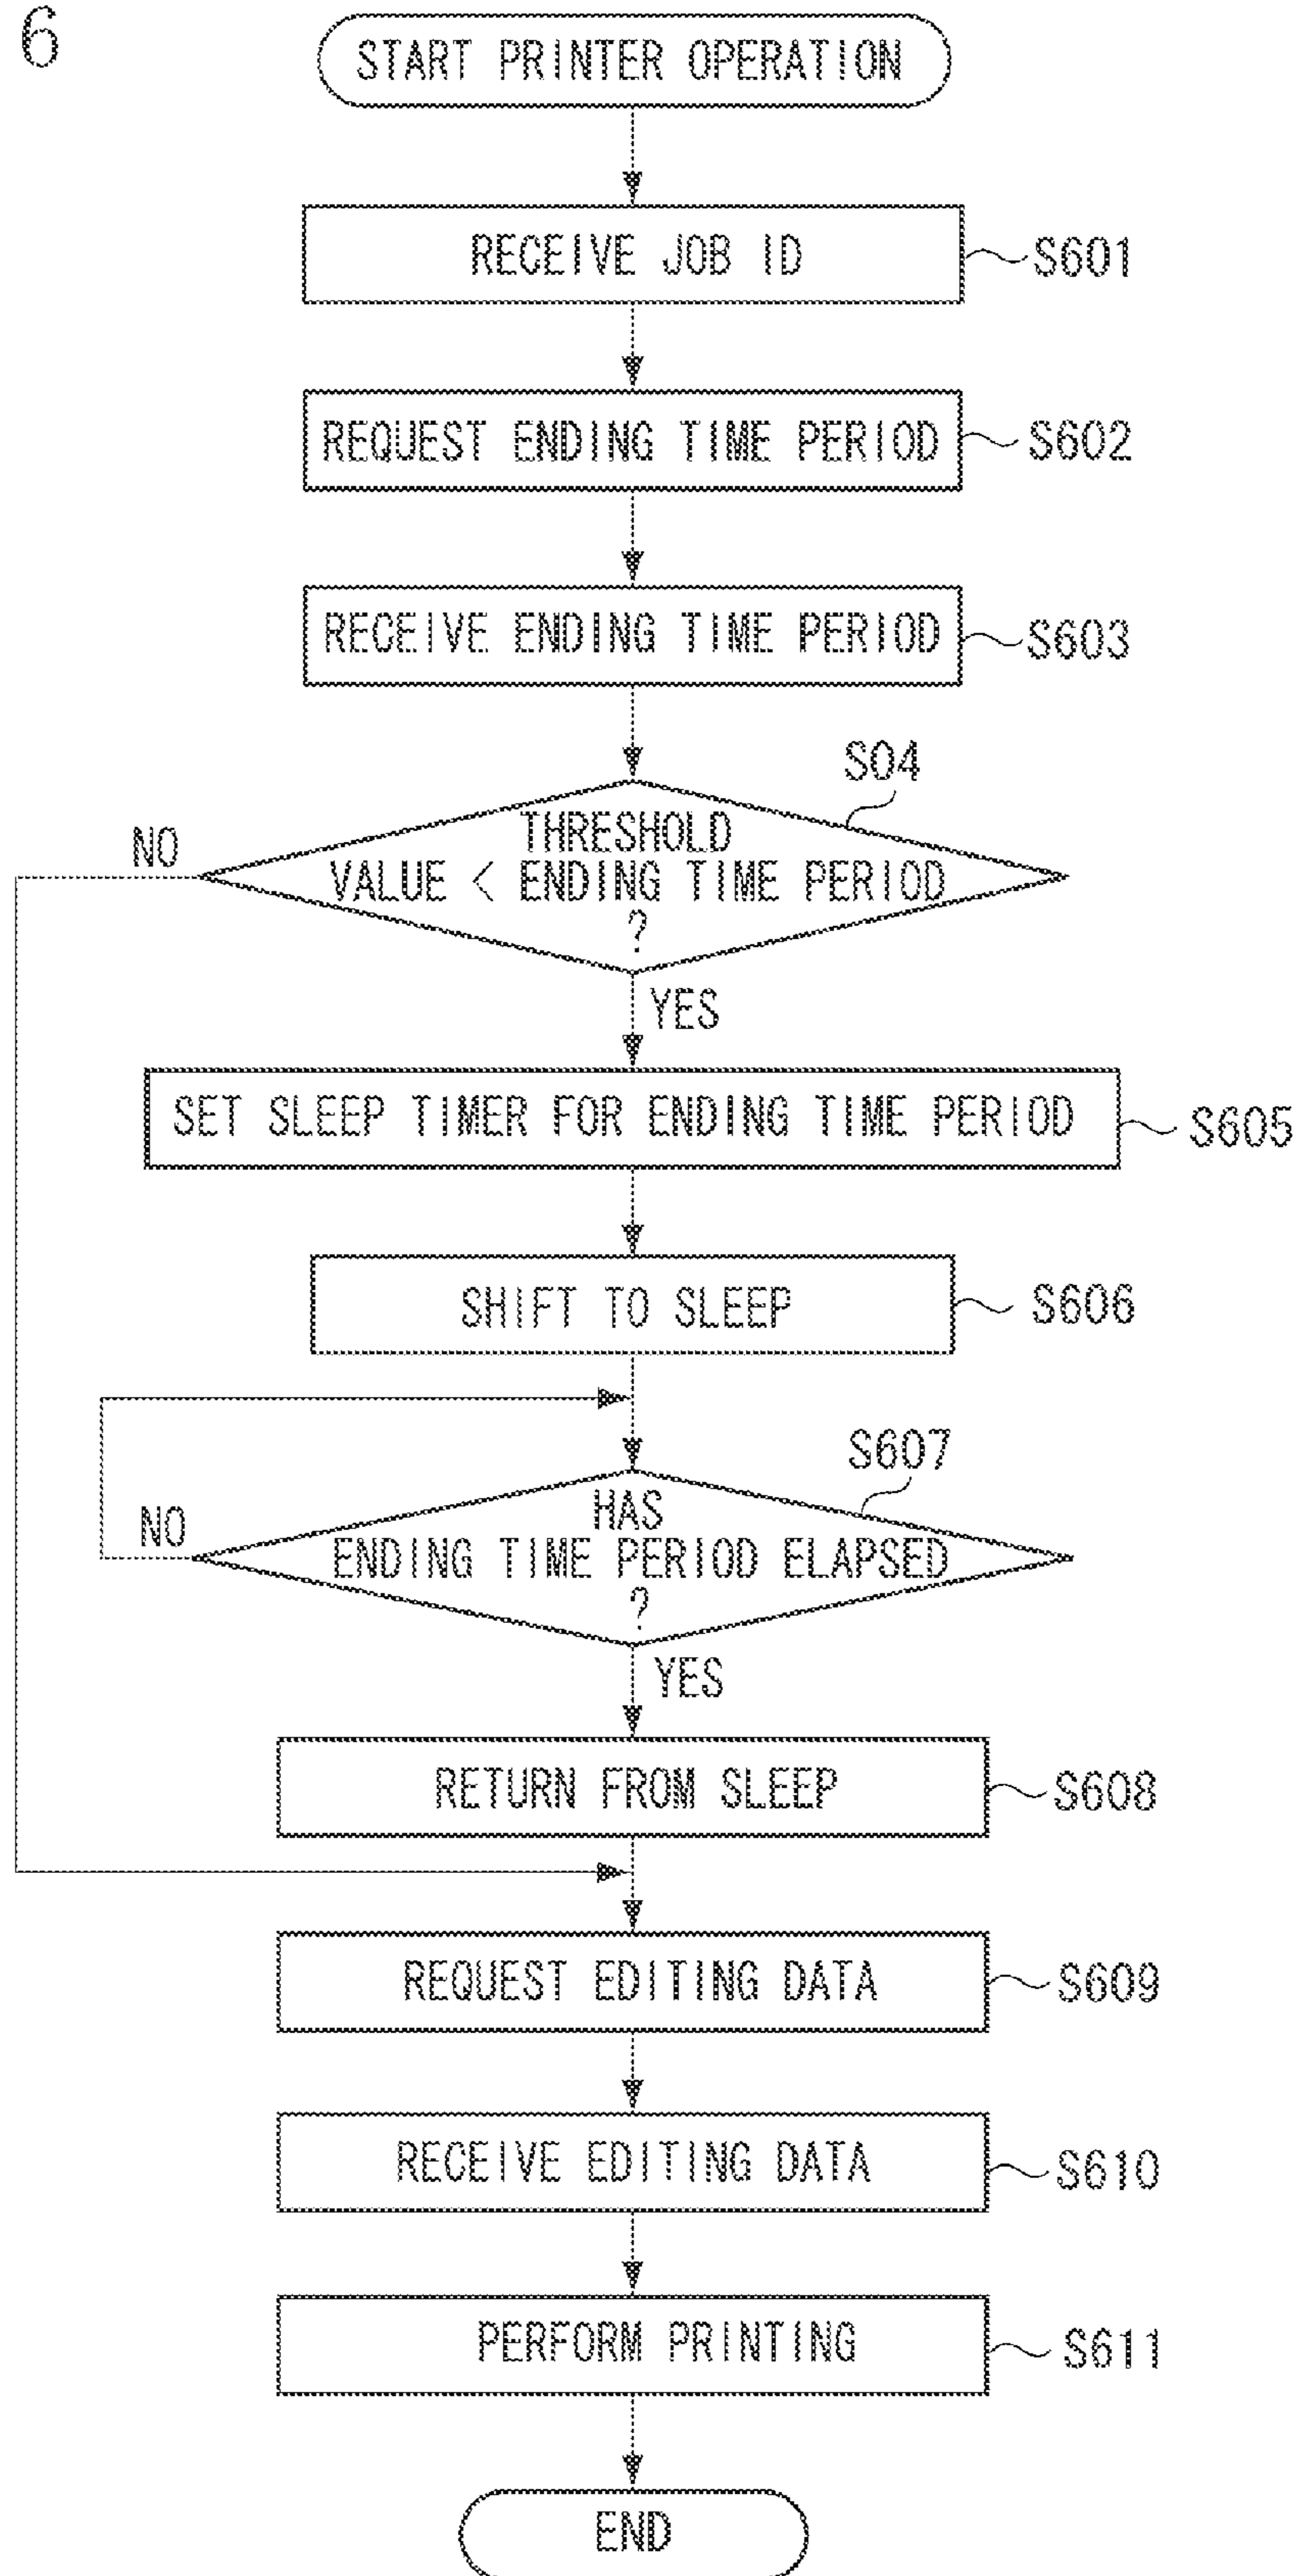 6
START PRINTER OPERATION
RECEIVE JOB ID
S601
REQUEST ENDING TIME PERIOD
S602
RECEIVE ENDING TIME PERIOD
S603
S04
NO
THRESHOLD
VALUE < ENDING TIME PERIOD
?
YES
SET SLEEP TIMER FOR ENDING TIME PERIOD
S605
SHIFT TO SLEEP
S606
S607
NO
HAS
ENDING TIME PERIOD ELAPSED
?
YES
RETURN FROM SLEEP
S608
REQUEST EDITING DATA
S609
RECEIVE EDITING DATA
S610
PERFORM PRINTING
S611
END